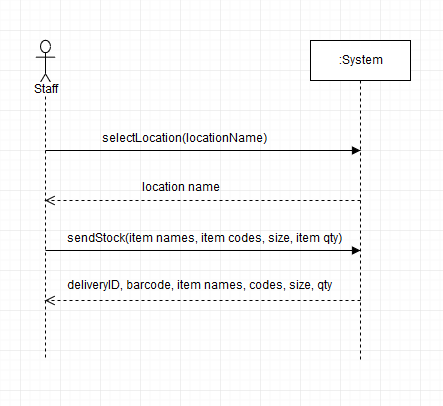 :System
Staff
selectLocation(locationName)
location name
sendStock(item names, item codes, size, item qty)
deliveryID, barcode, item names, codes, size, qty